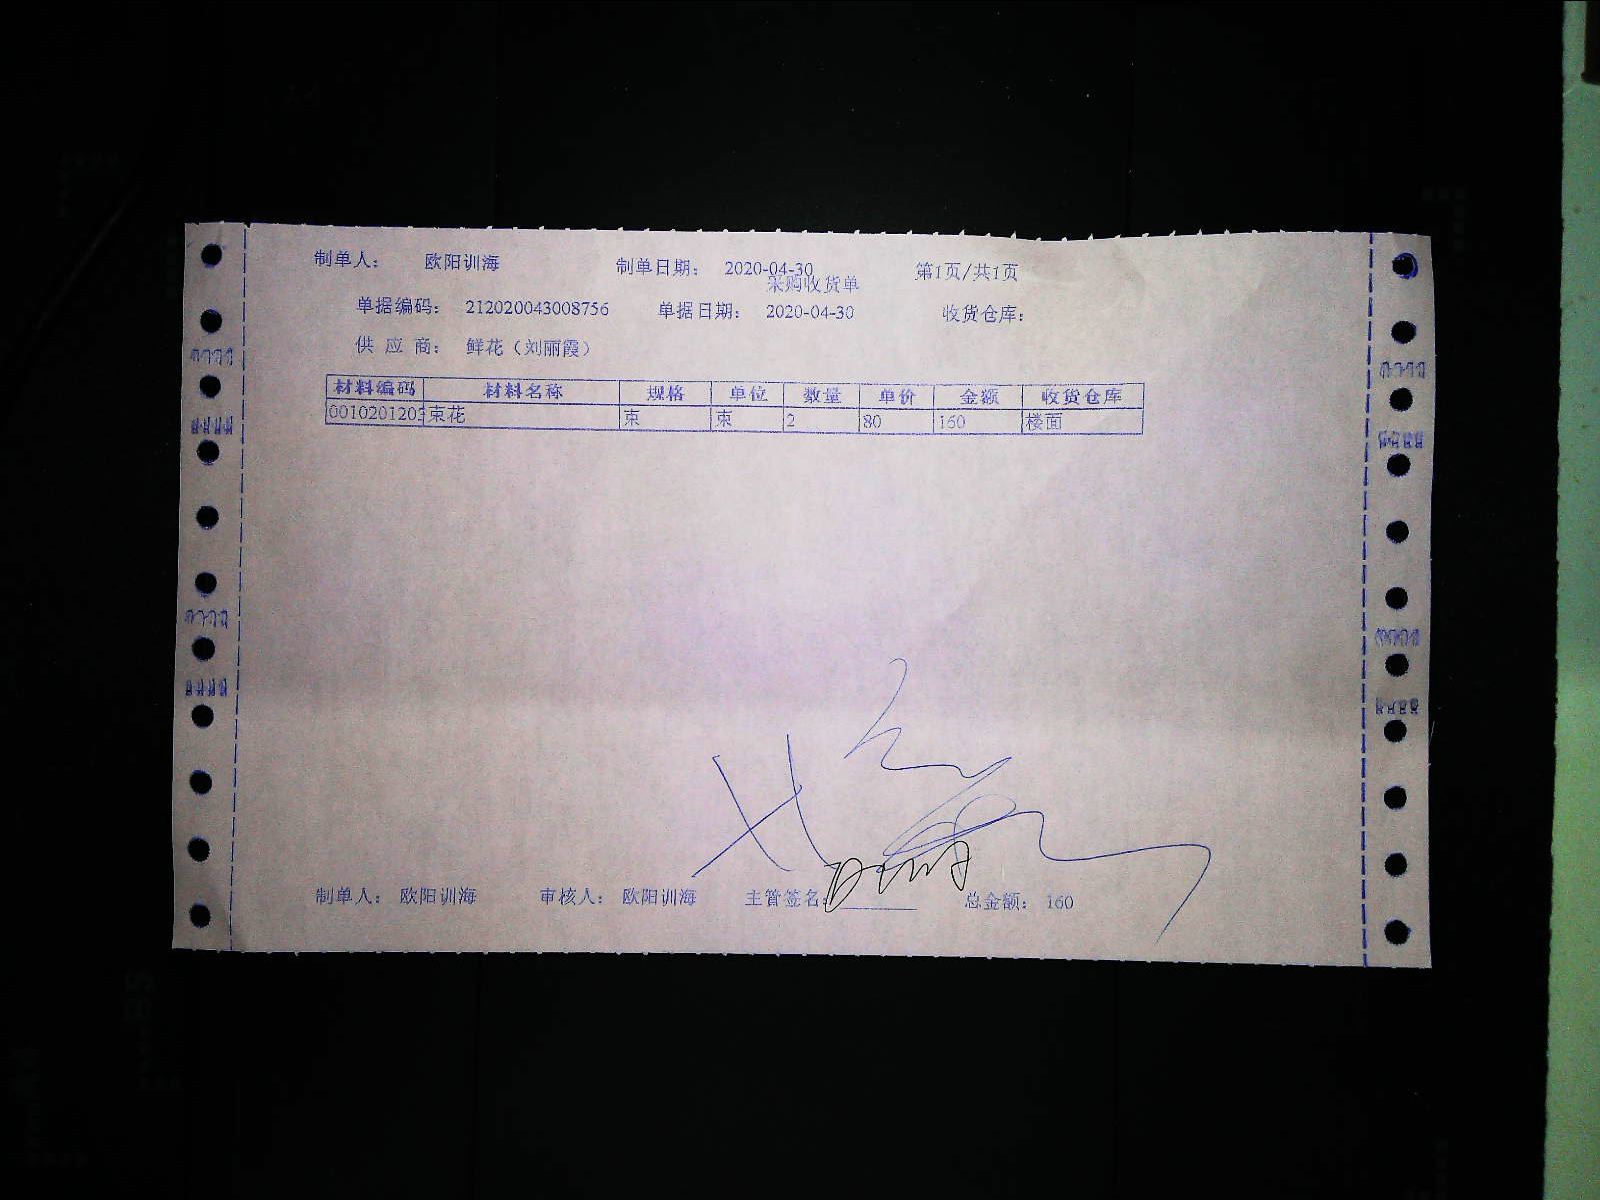 制单人： 欧阳训海 制单日期： 2020-04-30 第1页/共1页
采购收货单
单据编码： 212020043008756 单据日期： 2020-04-30 收货仓库：
供 应 商： 鲜花（刘丽霞）
材料编码 材料名称 规格 单位 数量 单价 金额 收货仓库
0010201205 束花 束 束 2 80 160 楼面
制单人： 欧阳训海 审核人： 欧阳训海 主管签名： 总金额： 160